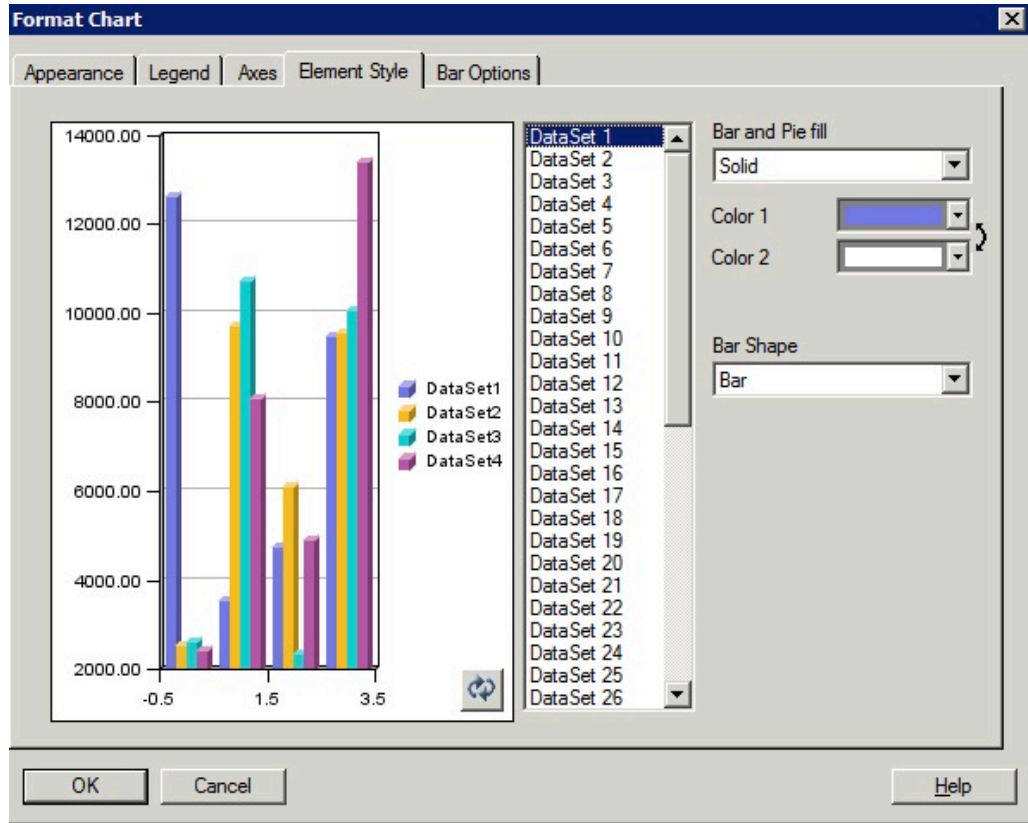 Format Chart
Appearance Legend Axes Element Style Bar Options
14000.00
12000.00
10000.00
8000.00
6000.00
4000.00
2000.00
-0.5 1.5 3.5
DataSet1
DataSet2
DataSet3
DataSet4
DataSet 1
DataSet 2
DataSet 3
DataSet 4
DataSet 5
DataSet 6
DataSet 7
DataSet 8
DataSet 9
DataSet 10
DataSet 11
DataSet 12
DataSet 13
DataSet 14
DataSet 15
DataSet 16
DataSet 17
DataSet 18
DataSet 19
DataSet 20
DataSet 21
DataSet 22
DataSet 23
DataSet 24
DataSet 25
DataSet 26
Bar and Pie fill
Solid
Color 1
Color 2
Bar Shape
Bar
OK Cancel Help